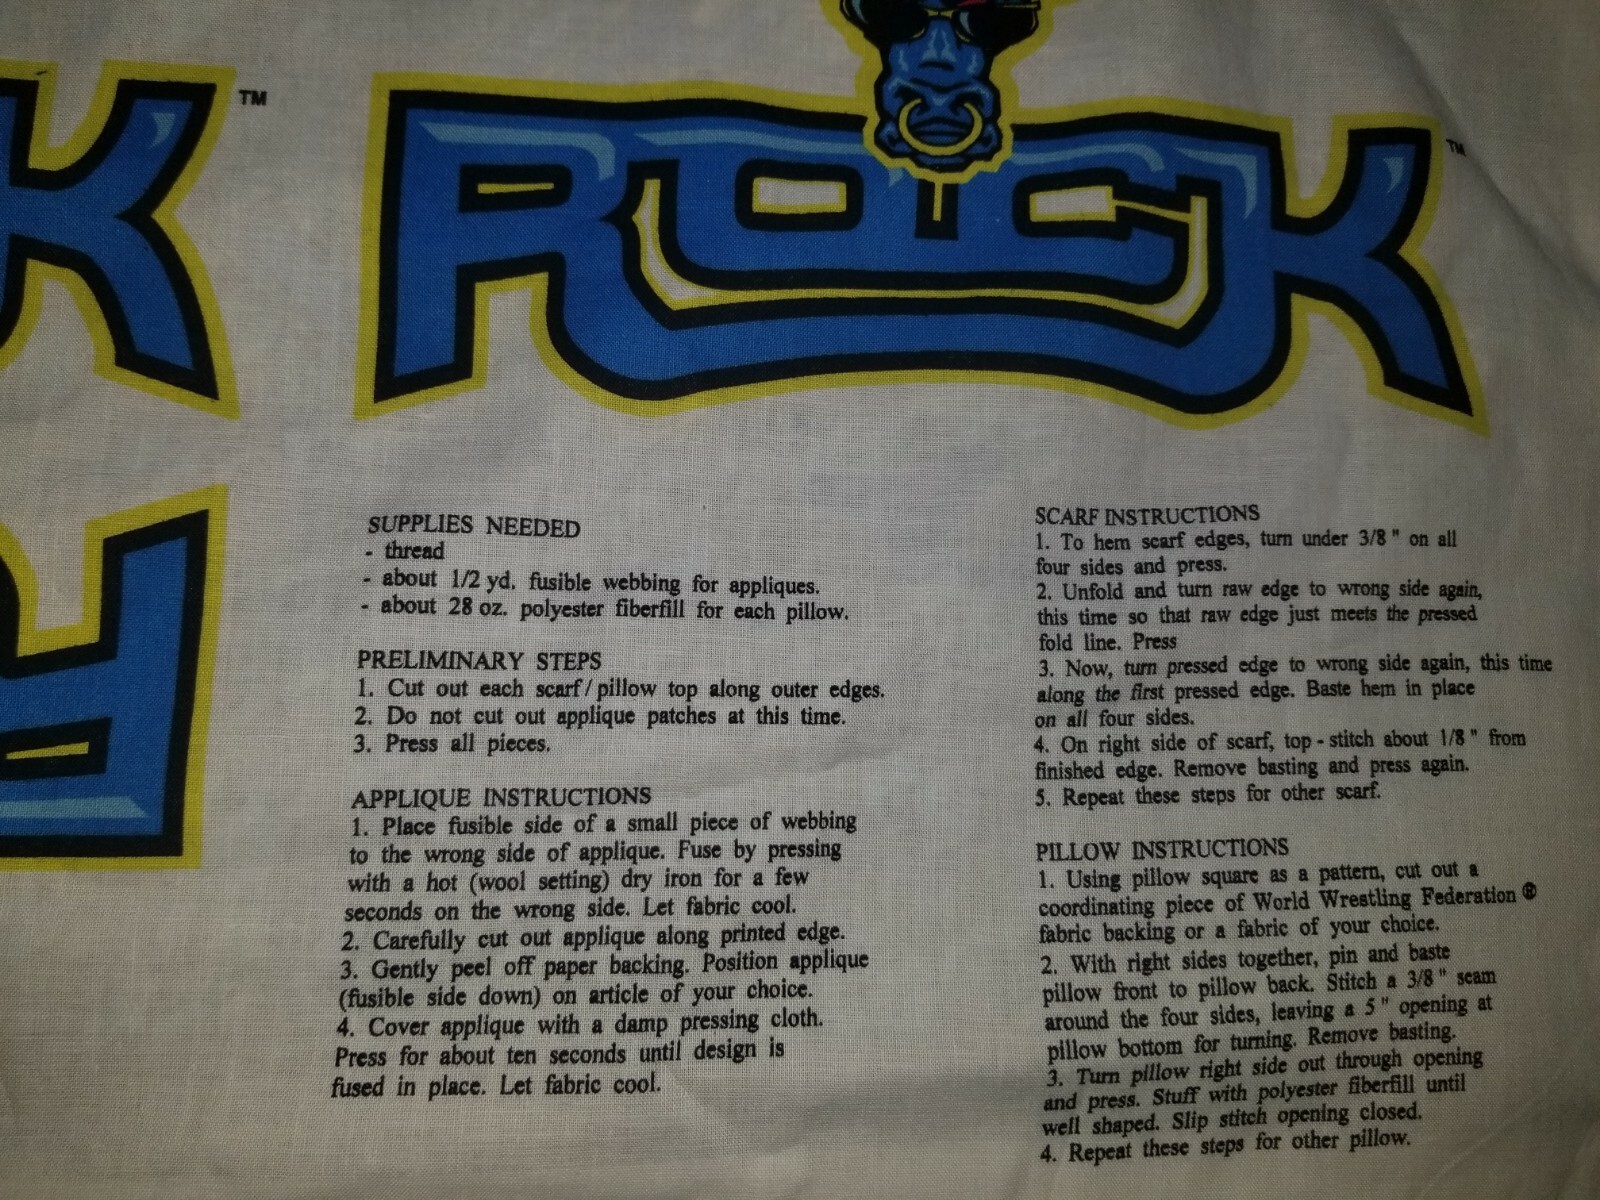 K ™
ROCK ™
SUPPLIES NEEDED
- thread
- about 1/2 yd. fusible webbing for appliques.
- about 28 oz. polyester fiberfill for each pillow.
PRELIMINARY STEPS
1. Cut out each scarf/pillow top along outer edges.
2. Do not cut out applique patches at this time.
3. Press all pieces.
APPLIQUE INSTRUCTIONS
1. Place fusible side of a small piece of webbing
to the wrong side of applique. Fuse by pressing
with a hot (wool setting) dry iron for a few
seconds on the wrong side. Let fabric cool.
2. Carefully cut out applique along printed edge.
3. Gently peel off paper backing. Position applique
(fusible side down) on article of your choice.
4. Cover applique with a damp pressing cloth.
Press for about ten seconds until design is
fused in place. Let fabric cool.
SCARF INSTRUCTIONS
1. To hem scarf edges, turn under 3/8" on all
four sides and press.
2. Unfold and turn raw edge to wrong side again,
this time so that raw edge just meets the pressed
fold line. Press
3. Now, turn pressed edge to wrong side again, this time
along the first pressed edge. Baste hem in place
on all four sides.
4. On right side of scarf, top-stitch about 1/8" from
finished edge. Remove basting and press again.
5. Repeat these steps for other scarf.
PILLOW INSTRUCTIONS
1. Using pillow square as a pattern, cut out a
coordinating piece of World Wrestling Federation ®
fabric backing or a fabric of your choice.
2. With right sides together, pin and baste
pillow front to pillow back. Stitch a 3/8" seam
around the four sides, leaving a 5" opening at
pillow bottom for turning. Remove basting.
3. Turn pillow right side out through opening
and press. Stuff with polyester fiberfill until
well shaped. Slip stitch opening closed.
4. Repeat these steps for other pillow.
R